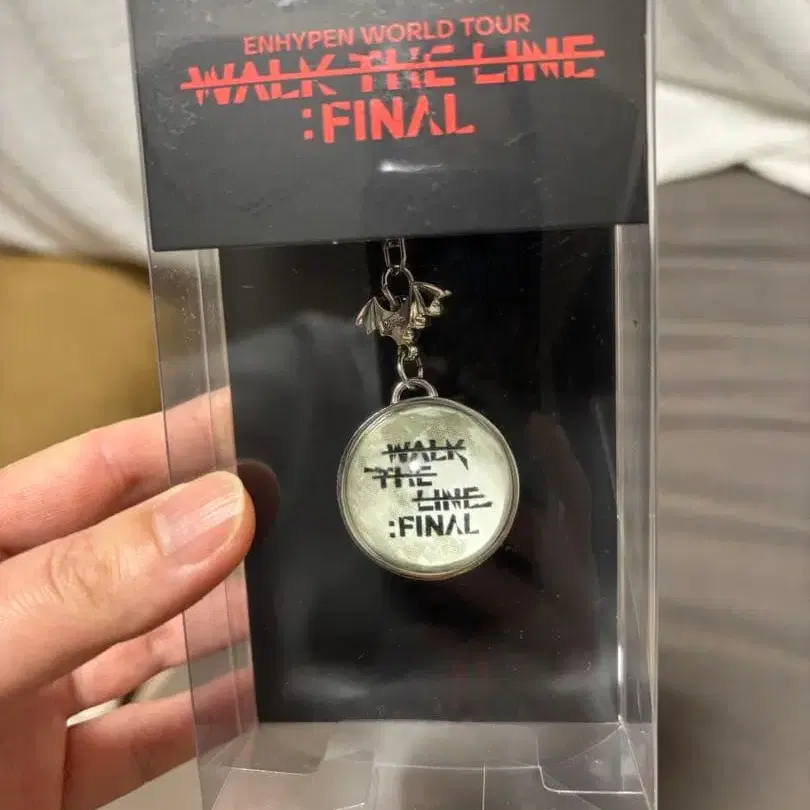 ENHYPEN WORLD TOUR
WALK THE LINE
:FINAL
WALK
THE
LINE
:FINAL